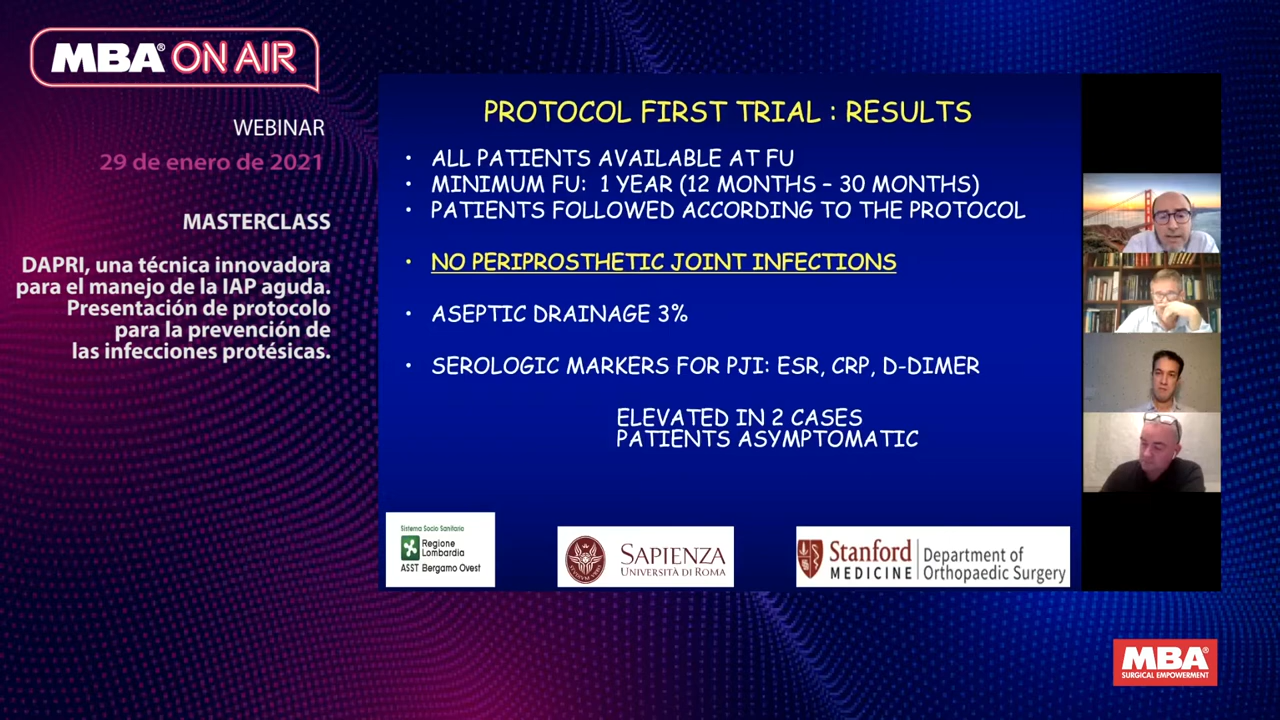 MBA® ON AIR
WEBINAR
29 de enero de 2021
MASTERCLASS
DAPRI, una técnica innovadora
para el manejo de la IAP aguda.
Presentación de protocolo
para la prevención de
las infecciones protésicas.
PROTOCOL FIRST TRIAL : RESULTS
• ALL PATIENTS AVAILABLE AT FU
• MINIMUM FU: 1 YEAR (12 MONTHS – 30 MONTHS)
• PATIENTS FOLLOWED ACCORDING TO THE PROTOCOL
• NO PERIPROSTHETIC JOINT INFECTIONS
• ASEPTIC DRAINAGE 3%
• SEROLOGIC MARKERS FOR PJI: ESR, CRP, D-DIMER
ELEVATED IN 2 CASES
PATIENTS ASYMPTOMATIC
Sistema Socio Sanitario
Regione
Lombardia
ASST Bergamo Ovest
SAPIENZA
UNIVERSITÀ DI ROMA
Stanford
MEDICINE
Department of
Orthopaedic Surgery
MBA®
SURGICAL EMPOWERMENT